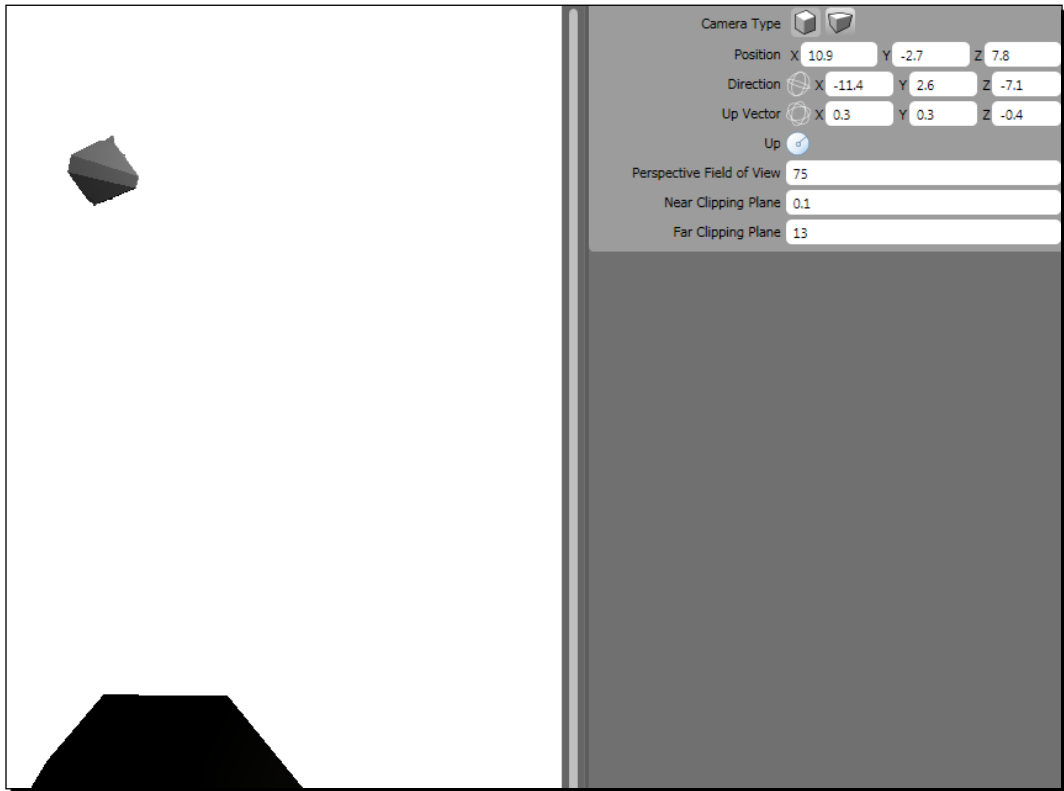 Camera Type
Position X 10.9 Y -2.7 Z 7.8
Direction X -11.4 Y 2.6 Z -7.1
Up Vector X 0.3 Y 0.3 Z -0.4
Up
Perspective Field of View 75
Near Clipping Plane 0.1
Far Clipping Plane 13